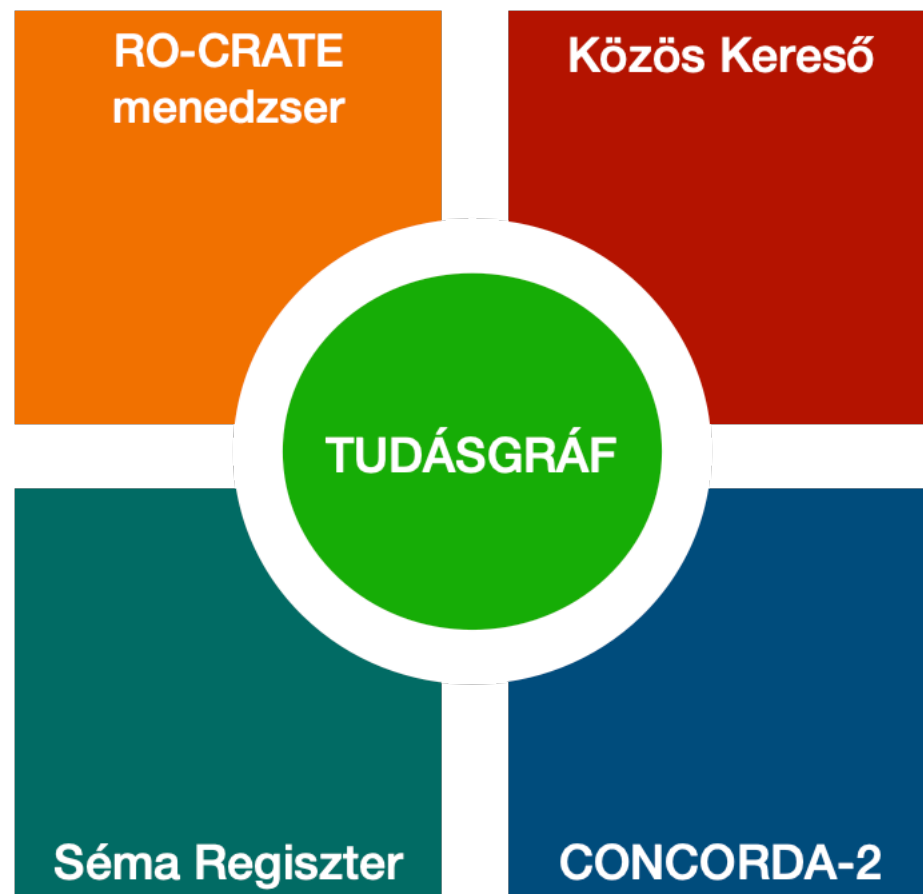 RO-CRATE
menedzser
Közös Kereső
TUDÁSGRÁF
Séma Regiszter
CONCORDA-2